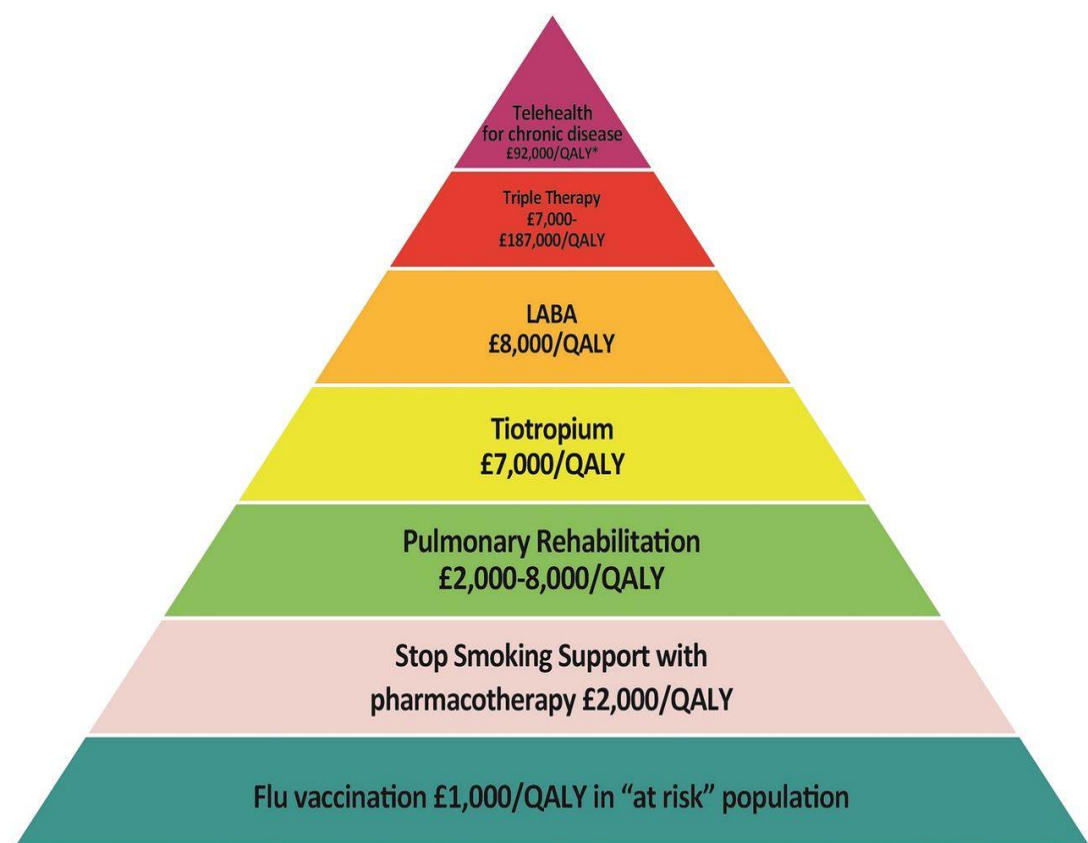 Telehealth
for chronic disease
£92,000/QALY*
Triple Therapy
£7,000-
£187,000/QALY
LABA
£8,000/QALY
Tiotropium
£7,000/QALY
Pulmonary Rehabilitation
£2,000-8,000/QALY
Stop Smoking Support with
pharmacotherapy £2,000/QALY
Flu vaccination £1,000/QALY in “at risk” population